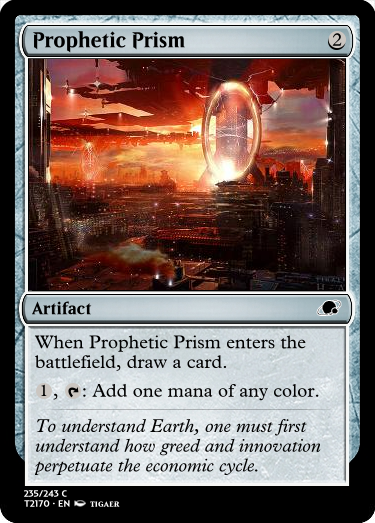 Prophetic Prism 2
Artifact
When Prophetic Prism enters the
battlefield, draw a card.
1, : Add one mana of any color.
To understand Earth, one must first
understand how greed and innovation
perpetuate the economic cycle.
235/243 C
T2170 • EN TIGAER